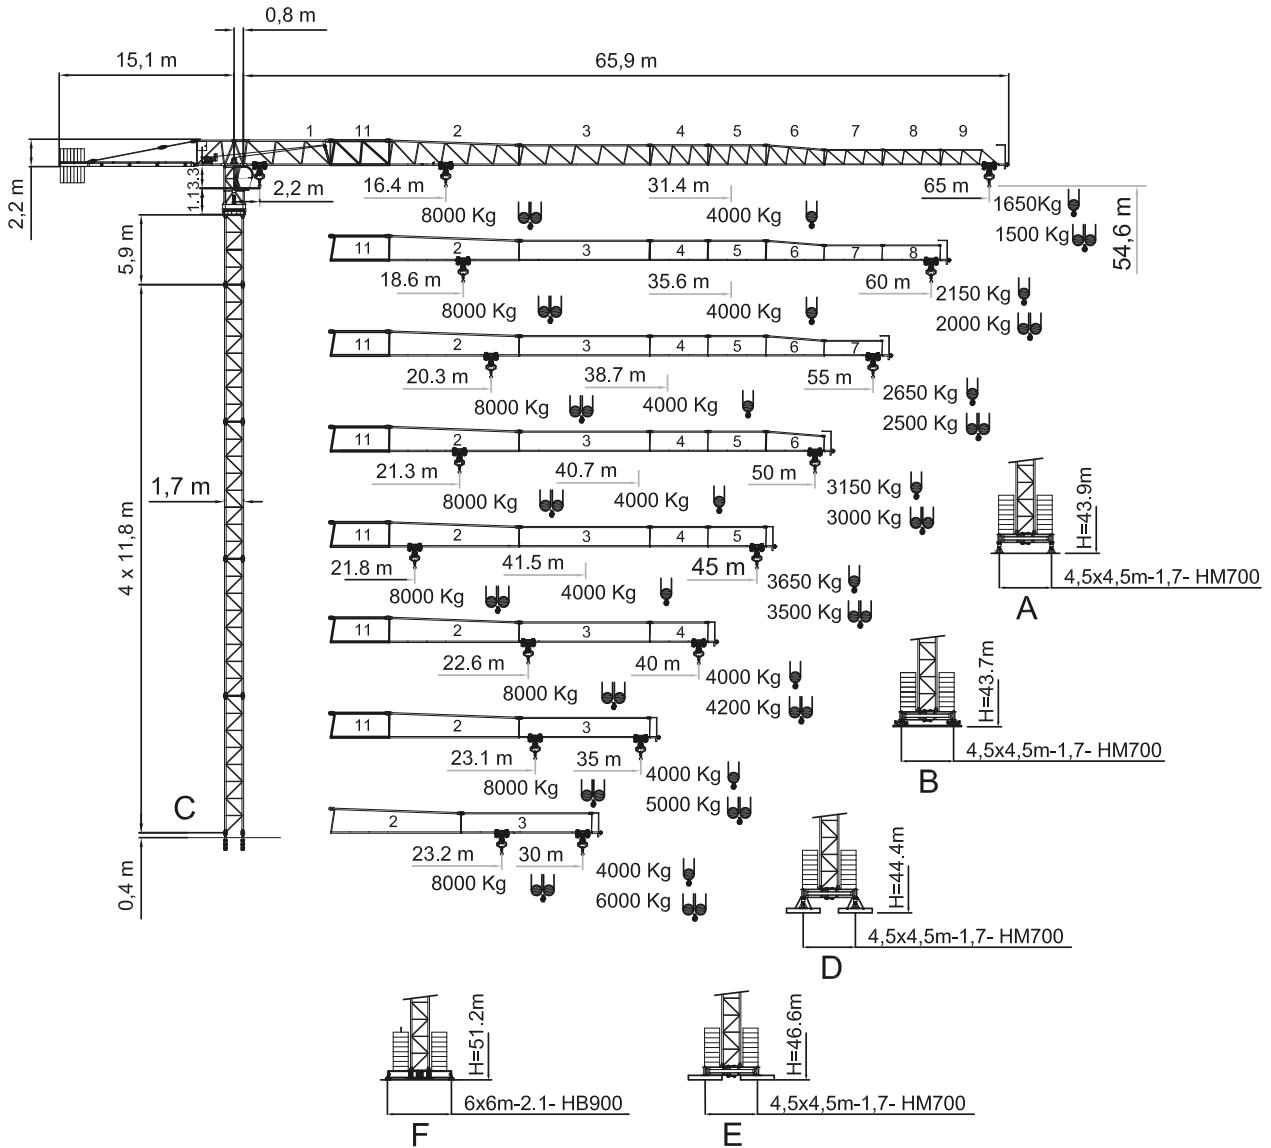 0,8 m
15,1 m
65,9 m
1 11 2 3 4 5 6 7 8 9
2,2 m
1.13.3
2,2 m
16.4 m
31.4 m
65 m
8000 Kg
4000 Kg
1650Kg
1500 Kg
54,6 m
5,9 m
11 2 3 4 5 6 7 8
18.6 m
35.6 m
60 m
8000 Kg
4000 Kg
2150 Kg
2000 Kg
11 2 3 4 5 6 7
20.3 m
38.7 m
55 m
8000 Kg
4000 Kg
2650 Kg
2500 Kg
11 2 3 4 5 6
21.3 m
40.7 m
50 m
8000 Kg
4000 Kg
3150 Kg
3000 Kg
1,7 m
4 x 11,8 m
11 2 3 4 5
21.8 m
41.5 m
45 m
8000 Kg
4000 Kg
3650 Kg
3500 Kg
H=43.9m
4,5x4,5m-1,7- HM700
A
11 2 3 4
22.6 m
40 m
8000 Kg
4000 Kg
4200 Kg
H=43.7m
4,5x4,5m-1,7- HM700
B
11 2 3
23.1 m
35 m
8000 Kg
4000 Kg
5000 Kg
C
0,4 m
2 3
23.2 m
30 m
8000 Kg
4000 Kg
6000 Kg
H=44.4m
4,5x4,5m-1,7- HM700
D
H=51.2m
6x6m-2.1- HB900
F
H=46.6m
4,5x4,5m-1,7- HM700
E